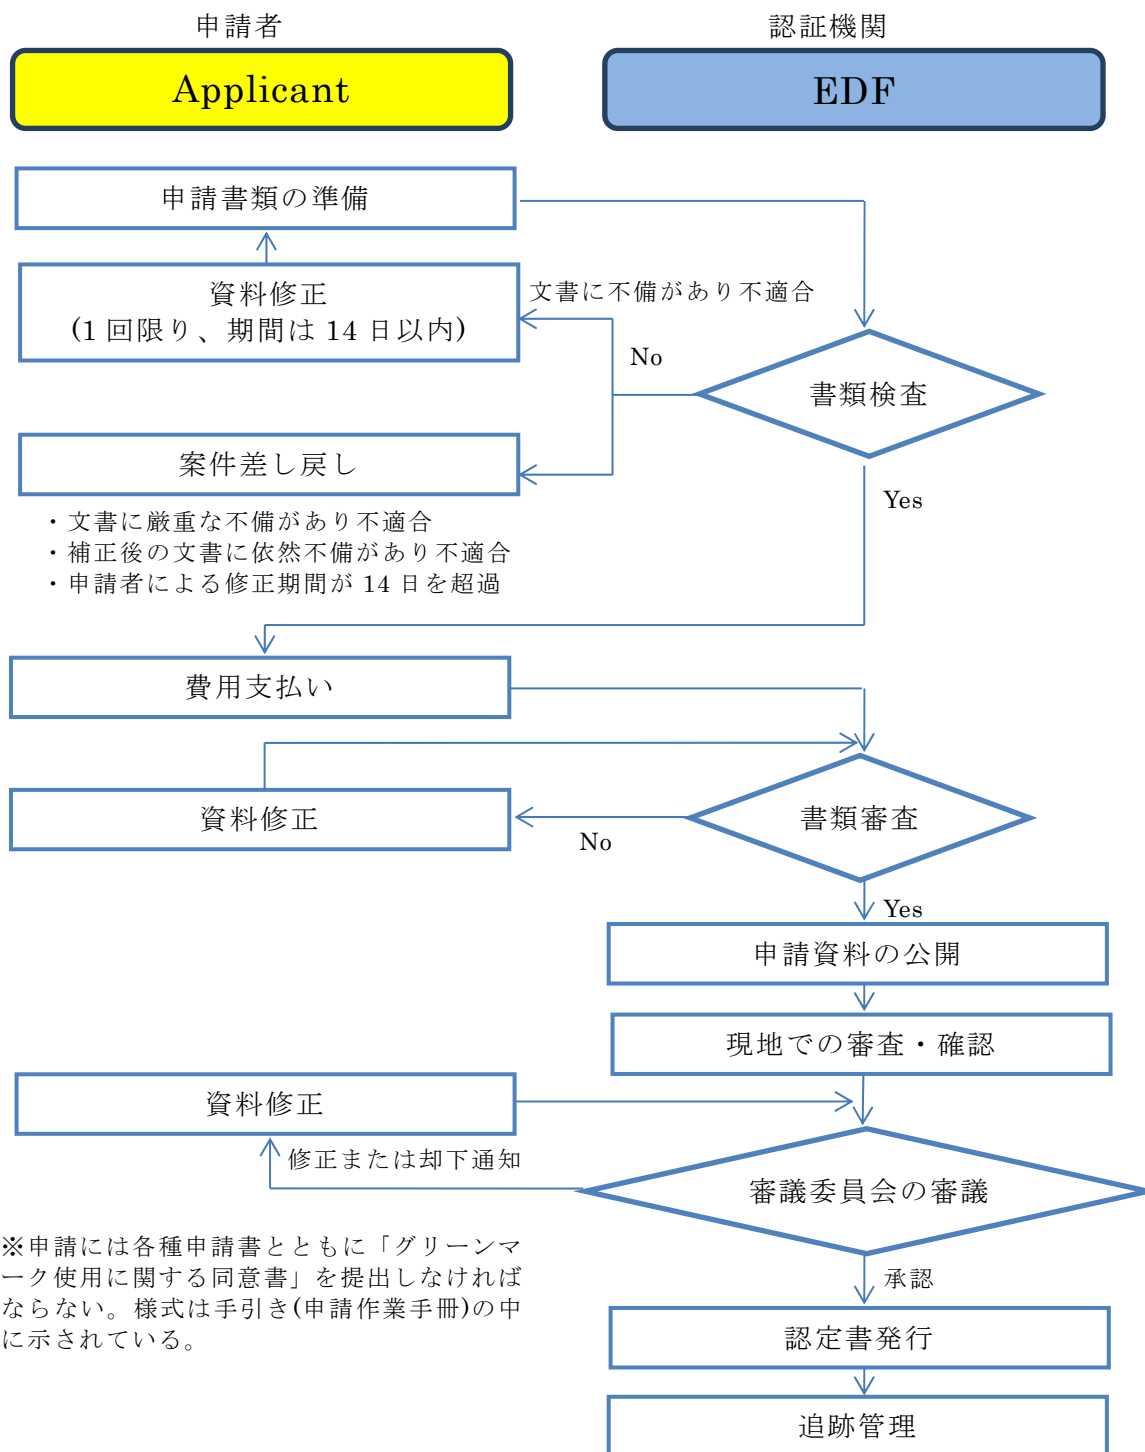 申請者
認証機関
Applicant
EDF
申請書類の準備
資料修正
(1 回限り、期間は 14 日以内)
文書に不備があり不適合
No
書類検査
案件差し戻し
Yes
・文書に厳重な不備があり不適合
・補正後の文書に依然不備があり不適合
・申請者による修正期間が 14 日を超過
費用支払い
資料修正
No
書類審査
Yes
申請資料の公開
現地での審査・確認
資料修正
修正または却下通知
審議委員会の審議
※申請には各種申請書とともに「グリーンマ
ーク使用に関する同意書」を提出しなければ
ならない。様式は手引き(申請作業手冊)の中
に示されている。
承認
認定書発行
追跡管理